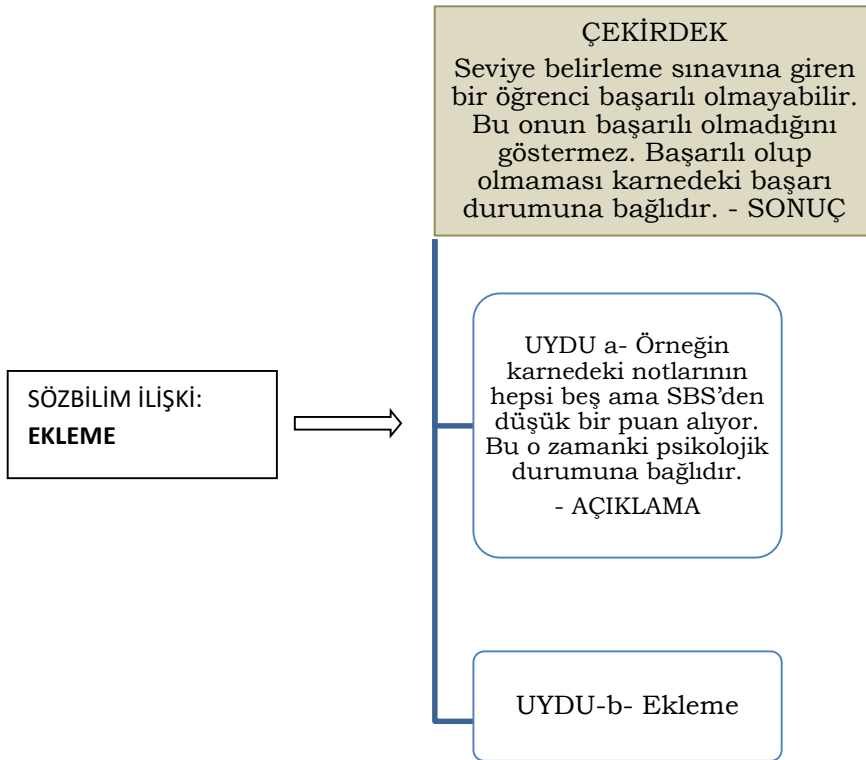 ÇEKİRDEK
Seviye belirleme sınavına giren
bir öğrenci başarılı olmayabilir.
Bu onun başarılı olmadığını
göstermez. Başarılı olup
olmaması karnedeki başarı
durumuna bağlıdır. - SONUÇ
SÖZBİLİM İLİŞKİ:
EKLEME
UYDU a- Örneğin
karnedeki notlarının
hepsi beş ama SBS’den
düşük bir puan alıyor.
Bu o zamanki psikolojik
durumuna bağlıdır.
- AÇIKLAMA
UYDU-b- Ekleme